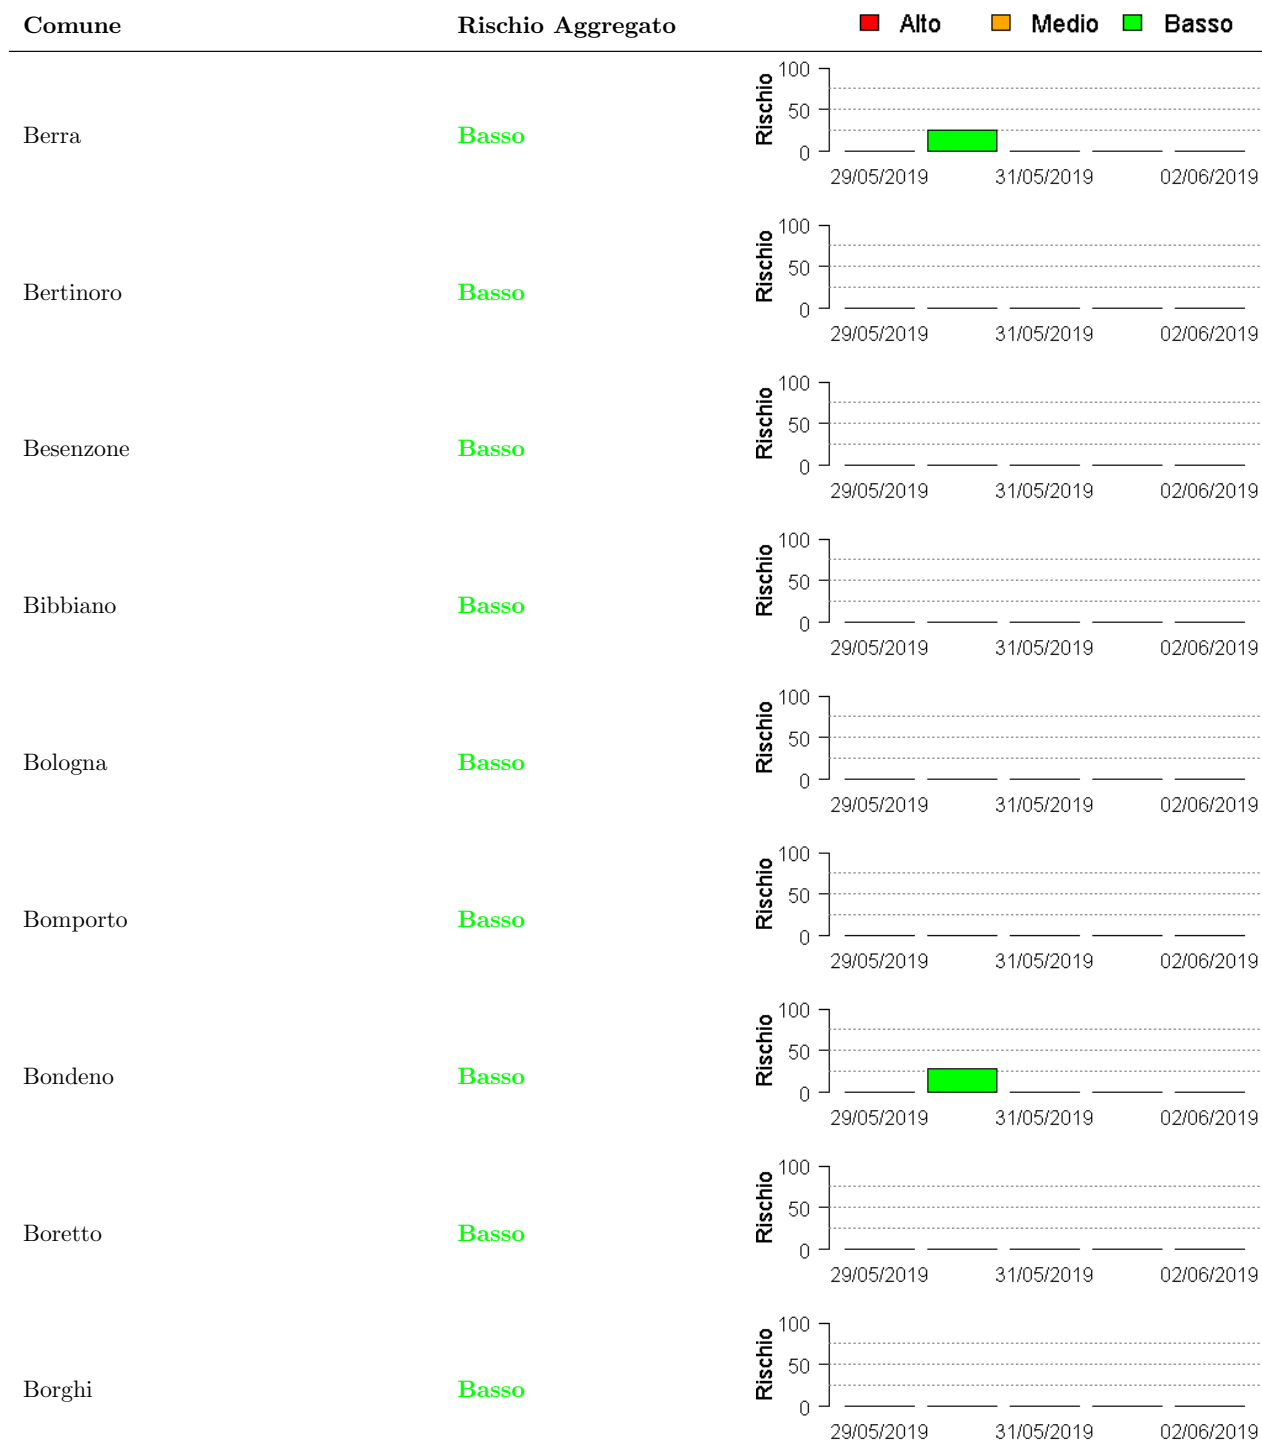 Comune Rischio Aggregato Alto Medio Basso
Berra Basso Rischio 100 50 0
29/05/2019 31/05/2019 02/06/2019
Bertinoro Basso Rischio 100 50 0
29/05/2019 31/05/2019 02/06/2019
Besenzone Basso Rischio 100 50 0
29/05/2019 31/05/2019 02/06/2019
Bibbiano Basso Rischio 100 50 0
29/05/2019 31/05/2019 02/06/2019
Bologna Basso Rischio 100 50 0
29/05/2019 31/05/2019 02/06/2019
Bomporto Basso Rischio 100 50 0
29/05/2019 31/05/2019 02/06/2019
Bondeno Basso Rischio 100 50 0
29/05/2019 31/05/2019 02/06/2019
Boretto Basso Rischio 100 50 0
29/05/2019 31/05/2019 02/06/2019
Borghi Basso Rischio 100 50 0
29/05/2019 31/05/2019 02/06/2019